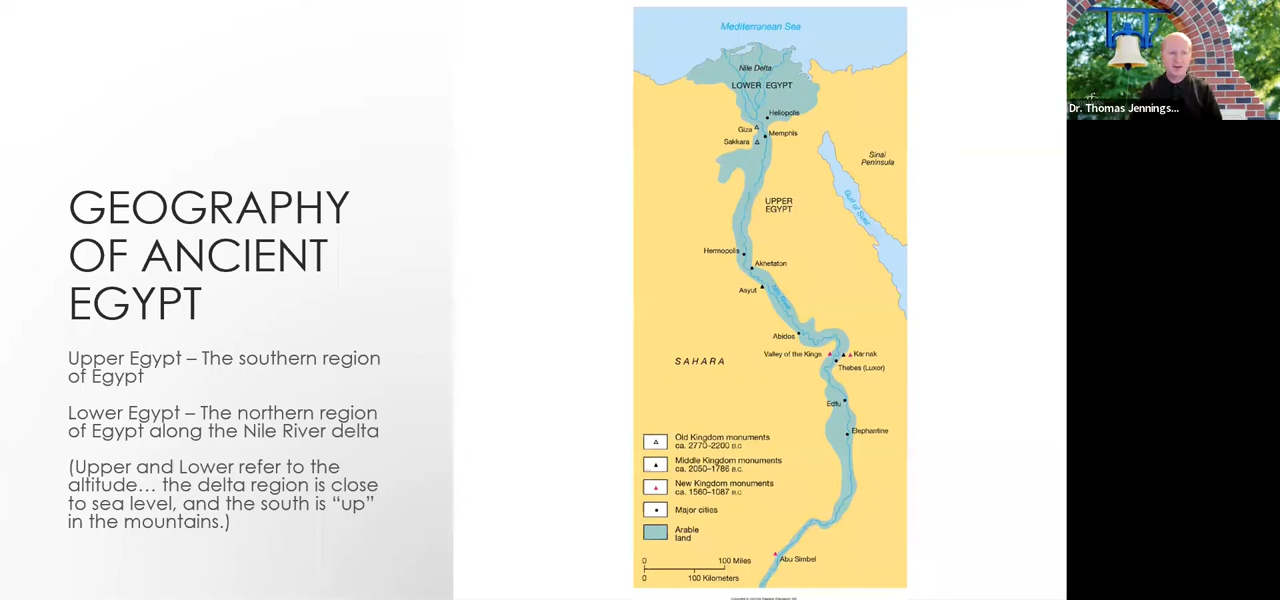 GEOGRAPHY
OF ANCIENT
EGYPT
Upper Egypt – The southern region
of Egypt
Lower Egypt – The northern region
of Egypt along the Nile River delta
(Upper and Lower refer to the
altitude… the delta region is close
to sea level, and the south is “up”
in the mountains.)
Mediterranean Sea
Nile Delta
LOWER EGYPT
Heliopolis
Giza
Memphis
Sakkara
Sinai
Peninsula
Gulf of Suez
UPPER
EGYPT
Hermopolis
Akhetaton
Asyut
Nile River
Abidos
Valley of the Kings
Karnak
Thebes (Luxor)
SAHARA
Edfu
Elephantine
Old Kingdom monuments
ca. 2770–2200 B.C.
Middle Kingdom monuments
ca. 2050–1786 B.C.
New Kingdom monuments
ca. 1560–1087 B.C.
Major cities
Arable
land
0 100 Miles
0 100 Kilometers
Abu Simbel
Dr. Thomas Jennings...